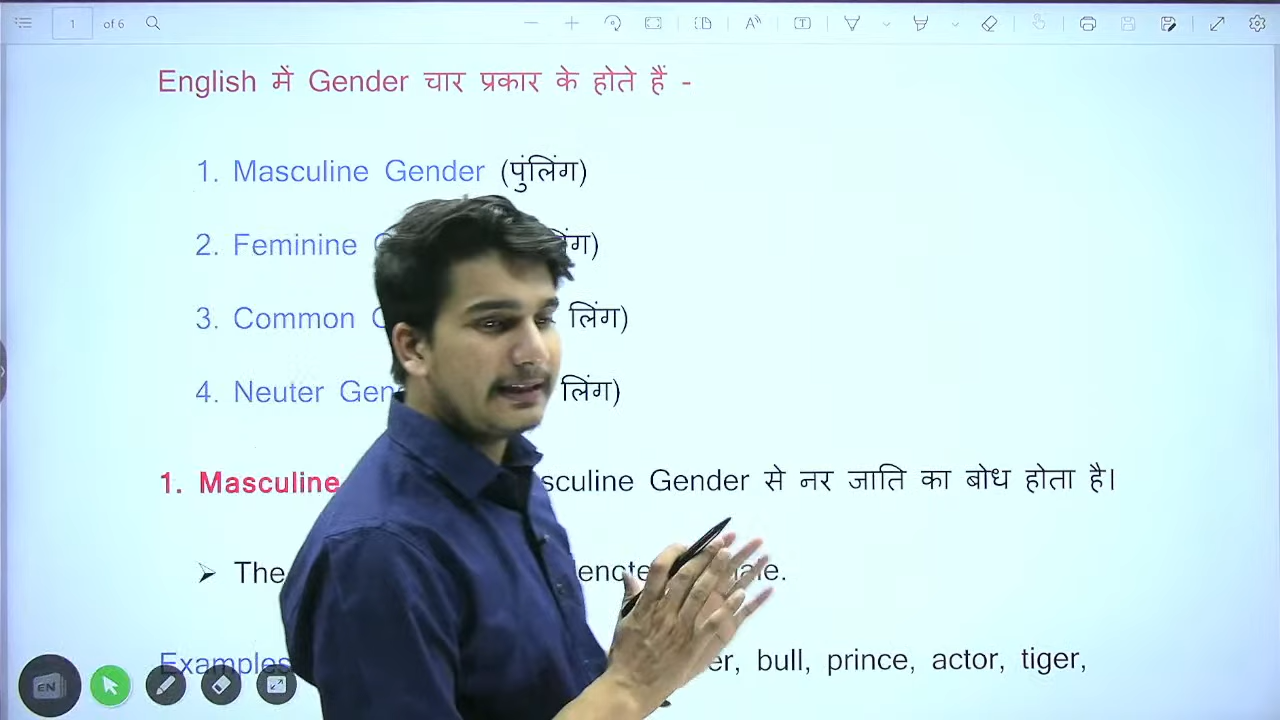 1 of 6
English में Gender चार प्रकार के होते हैं -
1. Masculine Gender (पुंलिंग)
2. Feminine
3. Common लिंग)
4. Neuter लिंग)
1. Masculine Gender से नर जाति का बोध होता है।
➢ The
Examples bull, prince, actor, tiger,
EN